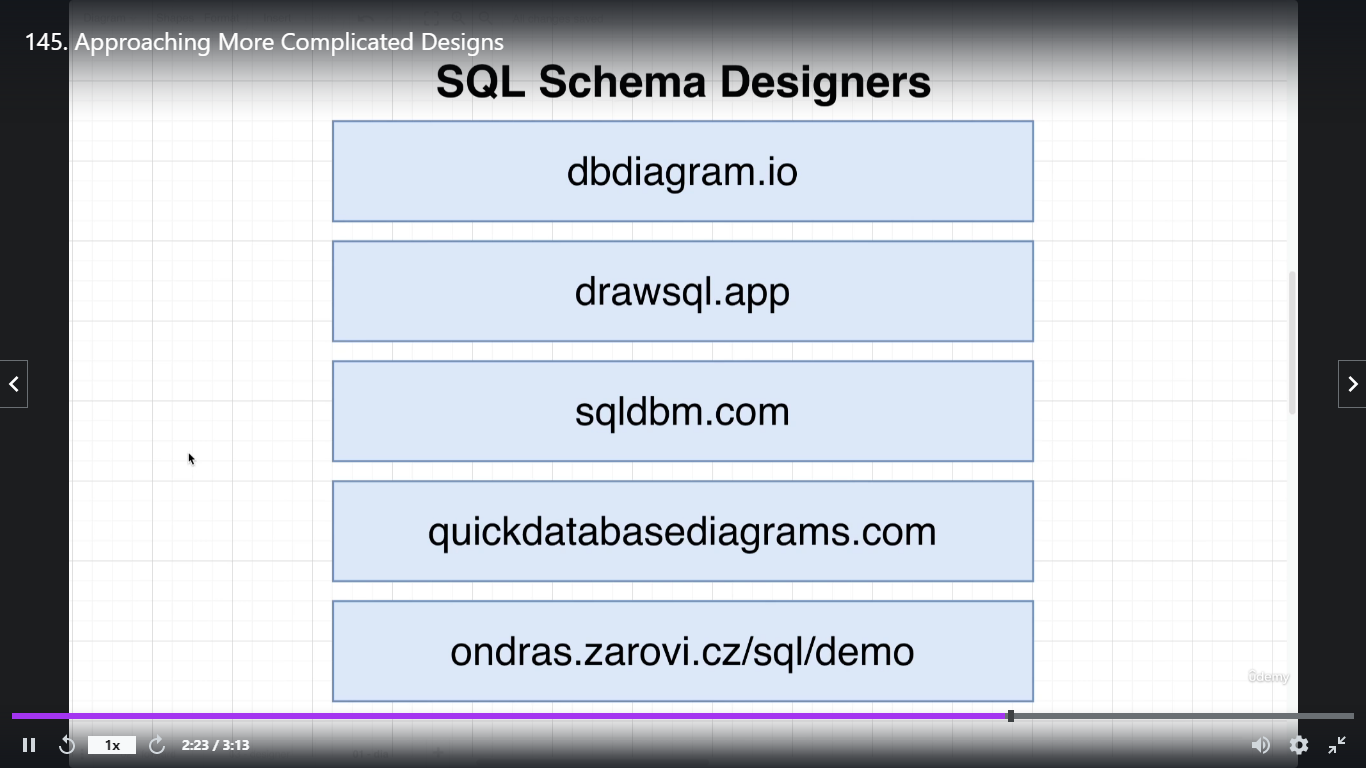 145. Approaching More Complicated Designs
SQL Schema Designers
dbdiagram.io
drawsql.app
sqldbm.com
quickdatabasediagrams.com
ondras.zarovi.cz/sql/demo
ûdemy
1x
2:23 / 3:13